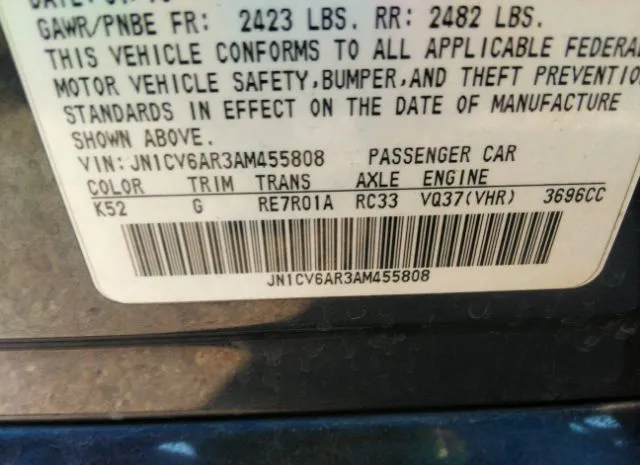 GAWR/PNBE FR: 2423 LBS. RR: 2482 LBS.
THIS VEHICLE CONFORMS TO ALL APPLICABLE FEDERAL
MOTOR VEHICLE SAFETY,BUMPER,AND THEFT PREVENTIO
STANDARDS IN EFFECT ON THE DATE OF MANUFACTURE
SHOWN ABOVE.
VIN:JN1CV6AR3AM455808 PASSENGER CAR
COLOR TRIM TRANS AXLE ENGINE
K52 G RE7R01A RC33 VQ37(VHR) 3696CC
JN1CV6AR3AM455808